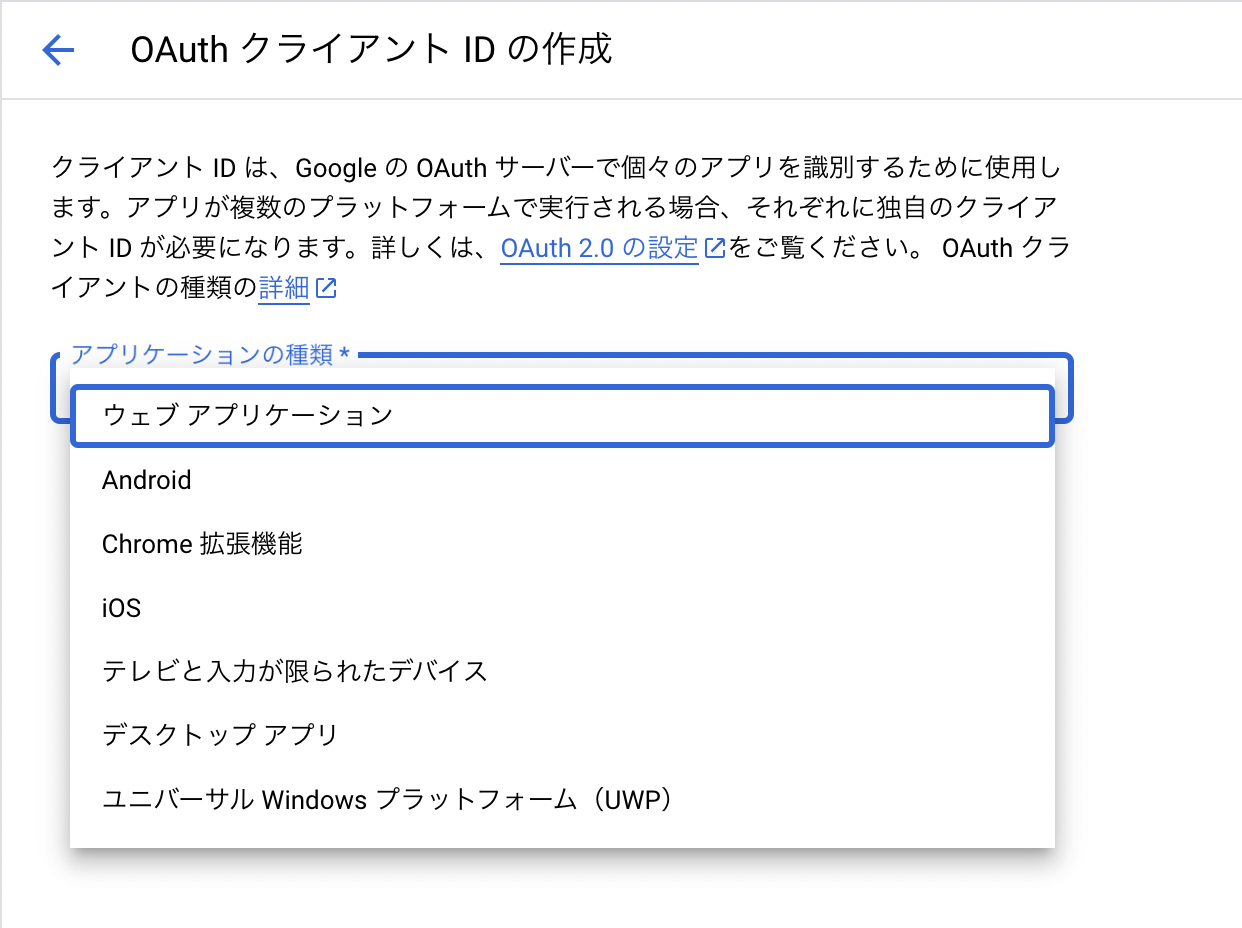 OAuth クライアント ID の作成
クライアント ID は、Google の OAuth サーバーで個々のアプリを識別するために使用し
ます。アプリが複数のプラットフォームで実行される場合、それぞれに独自のクライア
ント ID が必要になります。詳しくは、OAuth 2.0 の設定をご覧ください。 OAuth クラ
イアントの種類の詳細
アプリケーションの種類 *
ウェブ アプリケーション
Android
Chrome 拡張機能
iOS
テレビと入力が限られたデバイス
デスクトップ アプリ
ユニバーサル Windows プラットフォーム（UWP）